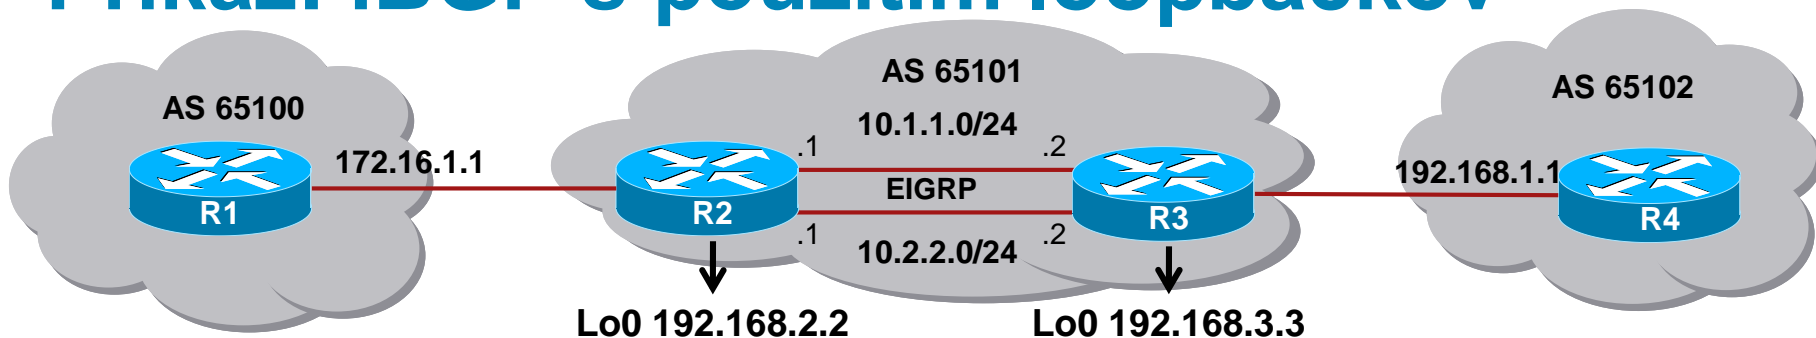 s použitím loopbackov
AS 65100
AS 65101
AS 65102
10.1.1.0/24
.1
.2
172.16.1.1
192.168.1.1
EIGRP
R1
R2
R3
R4
.1
.2
10.2.2.0/24
Lo0 192.168.2.2
Lo0 192.168.3.3